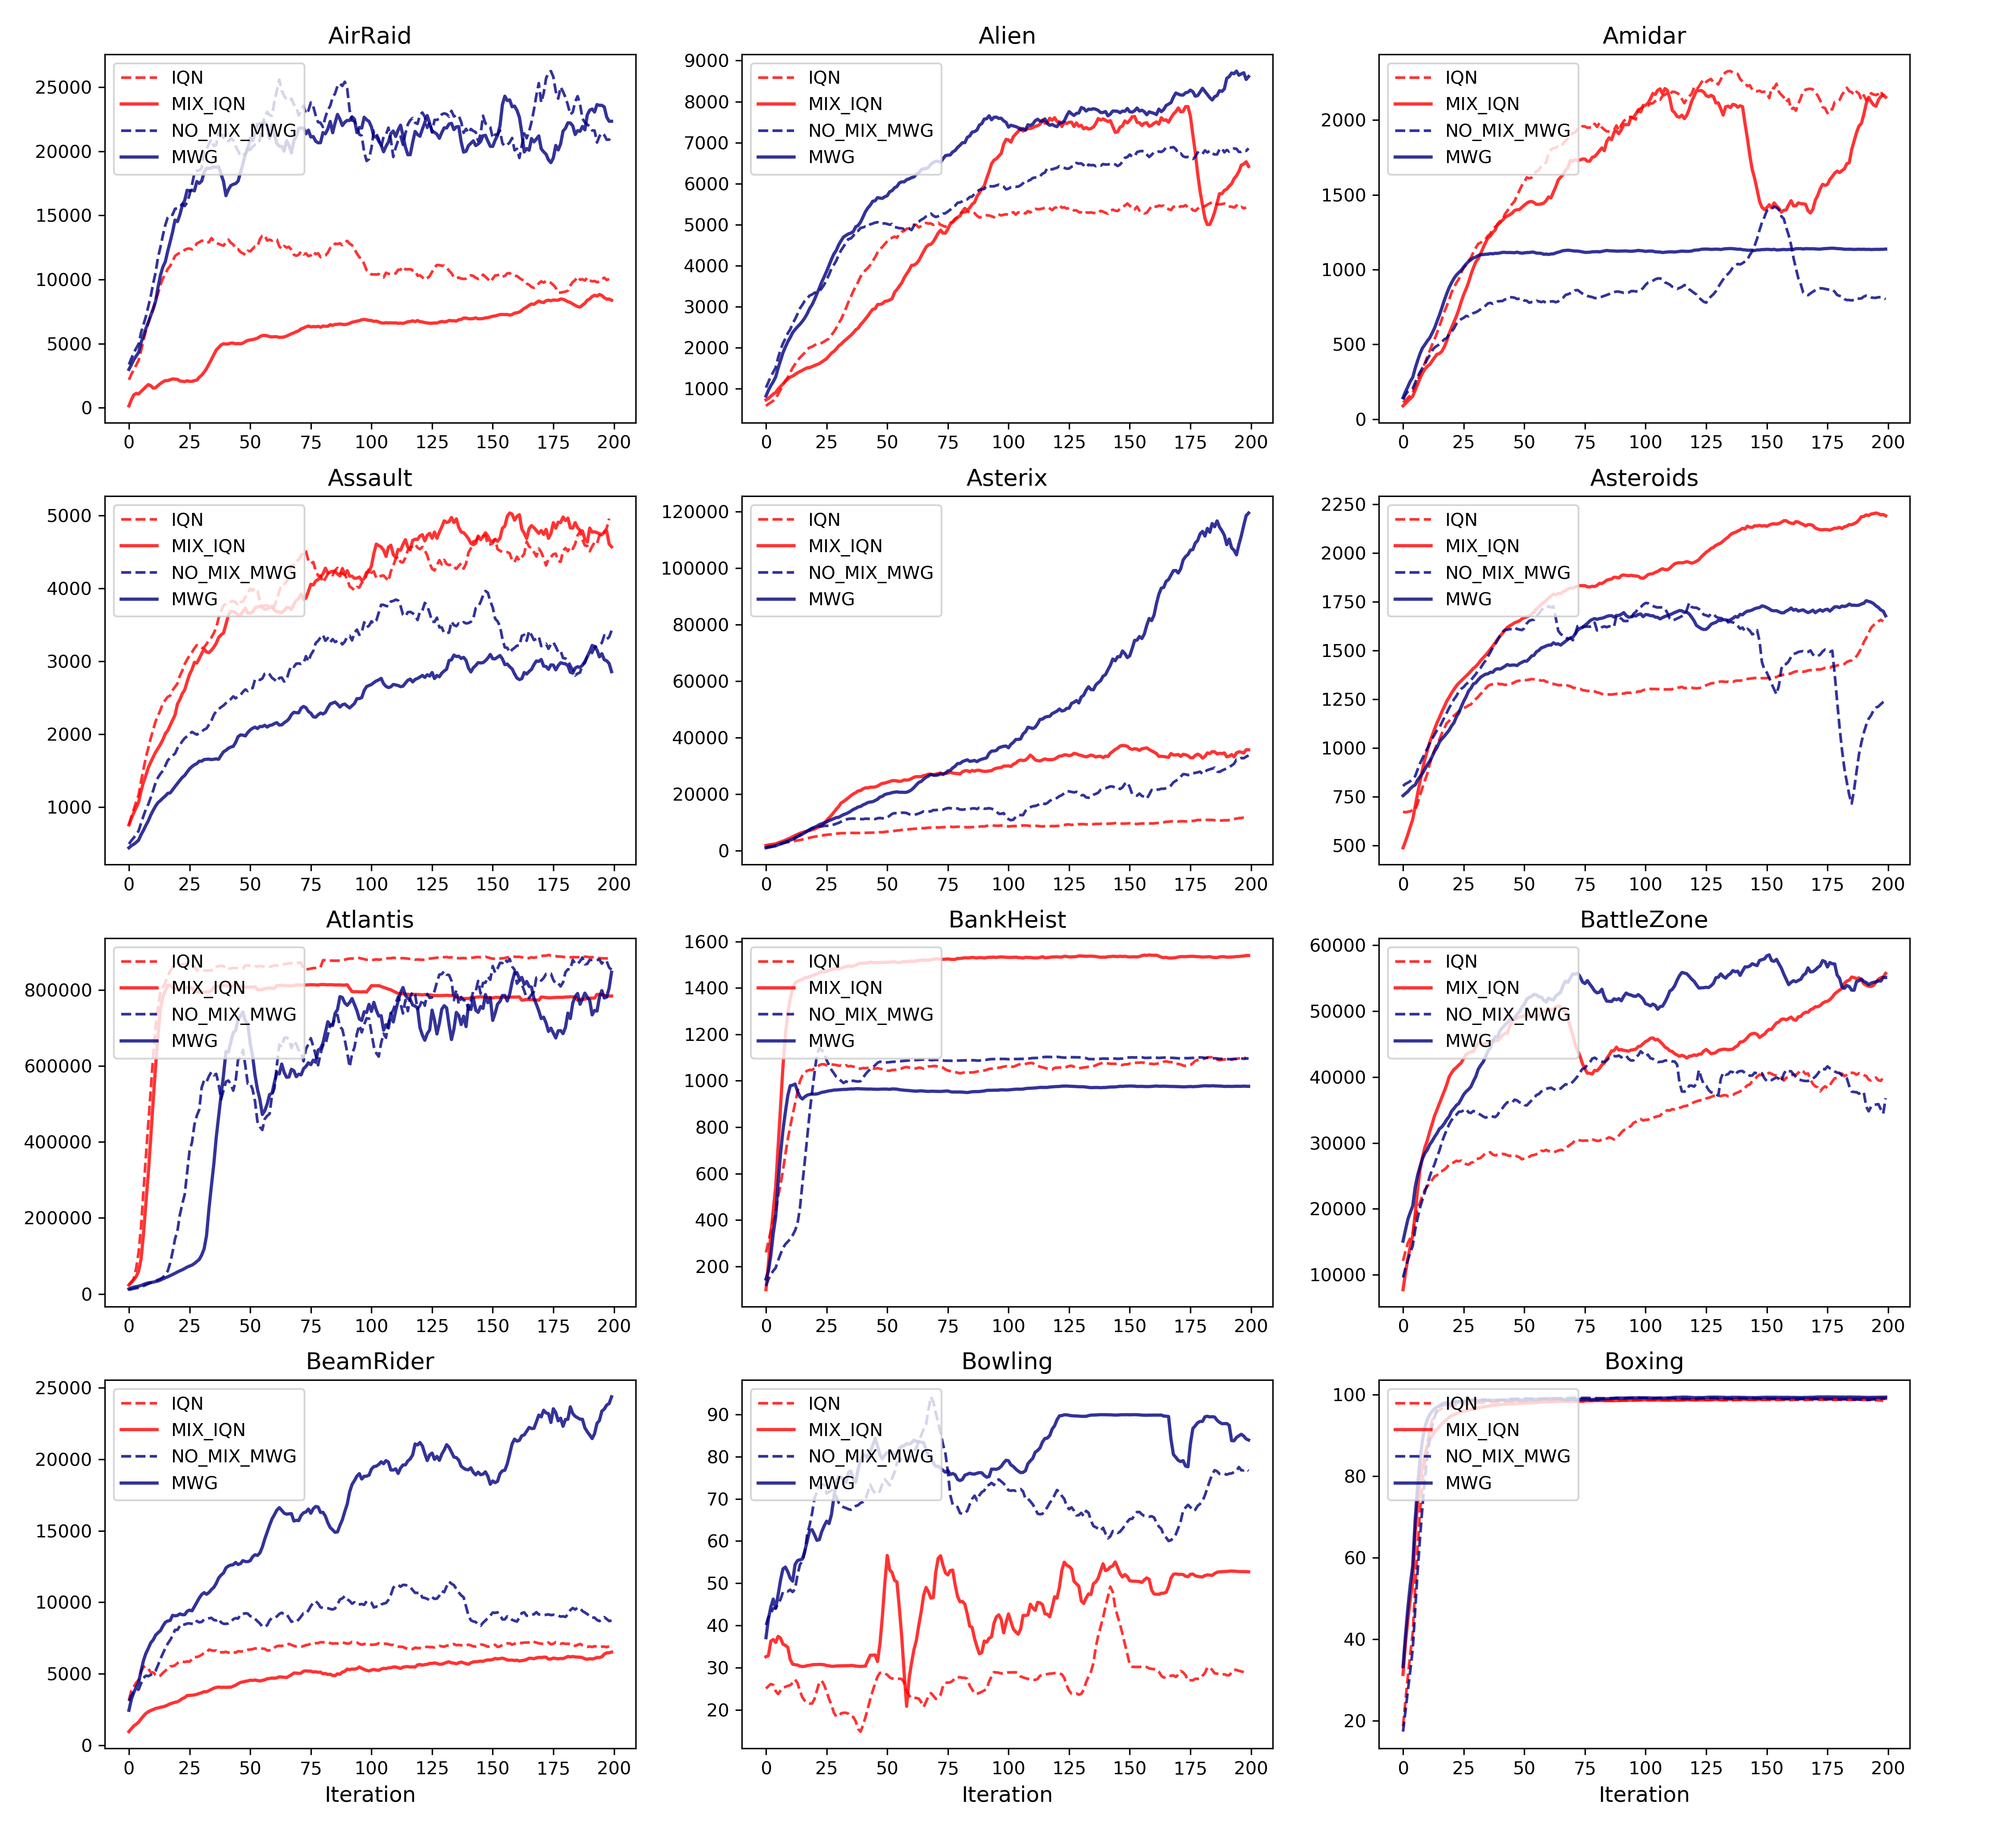 AirRaid
25000
20000
15000
10000
5000
0
IQN
MIX_IQN
NO_MIX_MWG
MWG
0 25 50 75 100 125 150 175 200
Alien
9000
8000
7000
6000
5000
4000
3000
2000
1000
IQN
MIX_IQN
NO_MIX_MWG
MWG
0 25 50 75 100 125 150 175 200
Amidar
2000
1500
1000
500
0
IQN
MIX_IQN
NO_MIX_MWG
MWG
0 25 50 75 100 125 150 175 200
Assault
5000
4000
3000
2000
1000
IQN
MIX_IQN
NO_MIX_MWG
MWG
0 25 50 75 100 125 150 175 200
Asterix
120000
100000
80000
60000
40000
20000
0
IQN
MIX_IQN
NO_MIX_MWG
MWG
0 25 50 75 100 125 150 175 200
Asteroids
2250
2000
1750
1500
1250
1000
750
500
IQN
MIX_IQN
NO_MIX_MWG
MWG
0 25 50 75 100 125 150 175 200
Atlantis
800000
600000
400000
200000
0
IQN
MIX_IQN
NO_MIX_MWG
MWG
0 25 50 75 100 125 150 175 200
BankHeist
1600
1400
1200
1000
800
600
400
200
IQN
MIX_IQN
NO_MIX_MWG
MWG
0 25 50 75 100 125 150 175 200
BattleZone
60000
50000
40000
30000
20000
10000
IQN
MIX_IQN
NO_MIX_MWG
MWG
0 25 50 75 100 125 150 175 200
BeamRider
25000
20000
15000
10000
5000
0
IQN
MIX_IQN
NO_MIX_MWG
MWG
0 25 50 75 100 125 150 175 200
Iteration
Bowling
90
80
70
60
50
40
30
20
IQN
MIX_IQN
NO_MIX_MWG
MWG
0 25 50 75 100 125 150 175 200
Iteration
Boxing
100
80
60
40
20
IQN
MIX_IQN
NO_MIX_MWG
MWG
0 25 50 75 100 125 150 175 200
Iteration